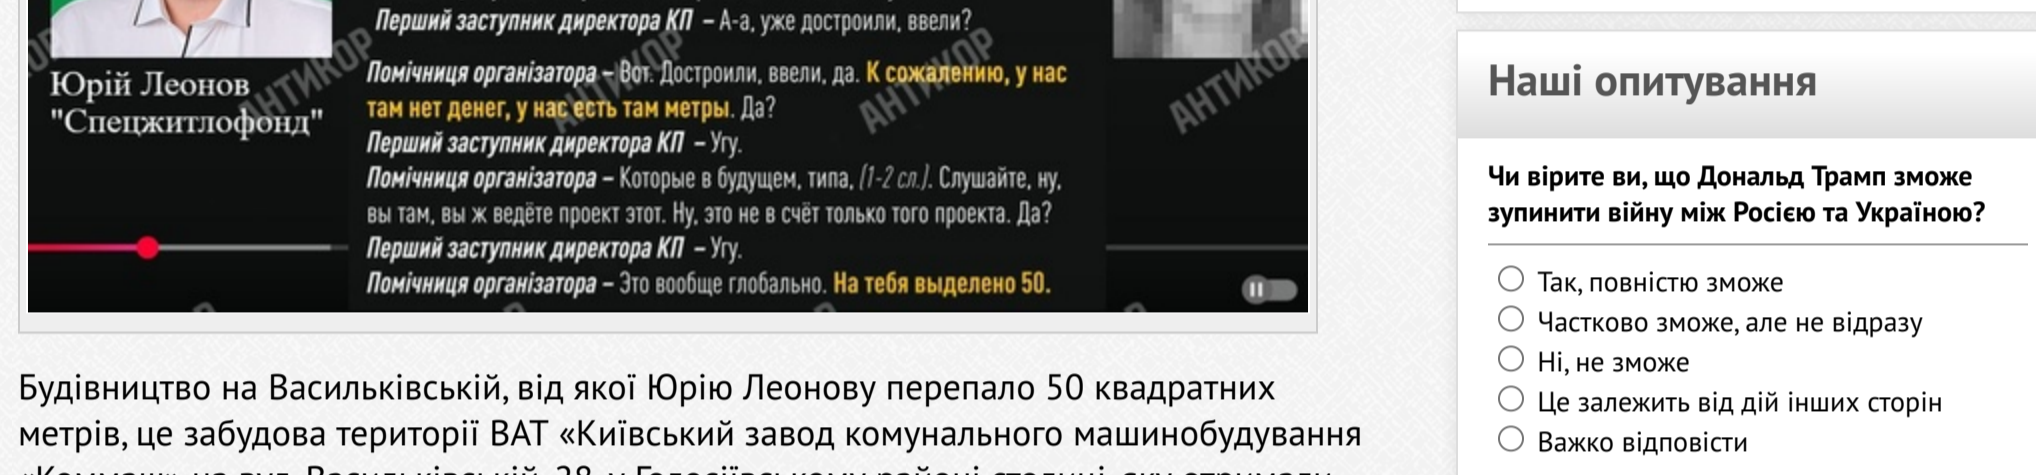 Перший заступник директора КП – А-а, уже достроили, ввели?
Помічниця організатора – Вот. Достроили, ввели, да. К сожалению, у нас
там нет денег, у нас есть там метры. Да?
Перший заступник директора КП – Угу.
Помічниця організатора – Которые в будущем, типа, (1-2 сл.). Слушайте, ну,
вы там, вы ж ведёте проект этот. Ну, это не в счёт только того проекта. Да?
Перший заступник директора КП – Угу.
Помічниця організатора – Это вообще глобально. На тебя выделено 50.
Юрій Леонов
"Спецжитлофонд"
АНТИКОР
АНТИКОР
АНТИКОР
АНТИКОР
Будівництво на Васильківській, від якої Юрію Леонову перепало 50 квадратних
метрів, це забудова території ВАТ «Київський завод комунального машинобудування
Наші опитування
Чи вірите ви, що Дональд Трамп зможе
зупинити війну між Росією та Україною?
Так, повністю зможе
Частково зможе, але не відразу
Ні, не зможе
Це залежить від дій інших сторін
Важко відповісти